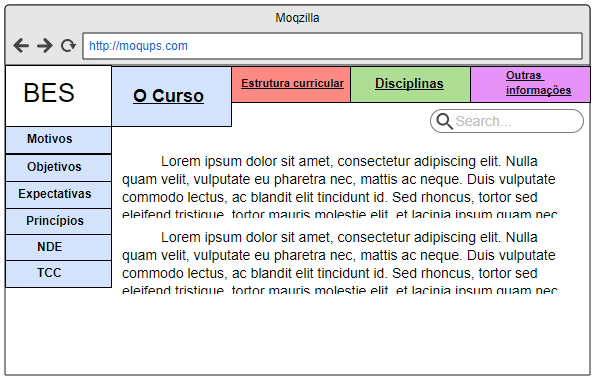 Moqzilla
http://moqups.com
BES
O Curso
Estrutura curricular
Disciplinas
Outras
informações
Search...
Motivos
Objetivos
Expectativas
Princípios
NDE
TCC
Lorem ipsum dolor sit amet, consectetur adipiscing elit. Nulla
quam velit, vulputate eu pharetra nec, mattis ac neque. Duis vulputate
commodo lectus, ac blandit elit tincidunt id. Sed rhoncus, tortor sed
eleifend tristique, tortor mauris molestie elit, et lacinia ipsum quam nec
Lorem ipsum dolor sit amet, consectetur adipiscing elit. Nulla
quam velit, vulputate eu pharetra nec, mattis ac neque. Duis vulputate
commodo lectus, ac blandit elit tincidunt id. Sed rhoncus, tortor sed
eleifend tristique, tortor mauris molestie elit, et lacinia ipsum quam nec